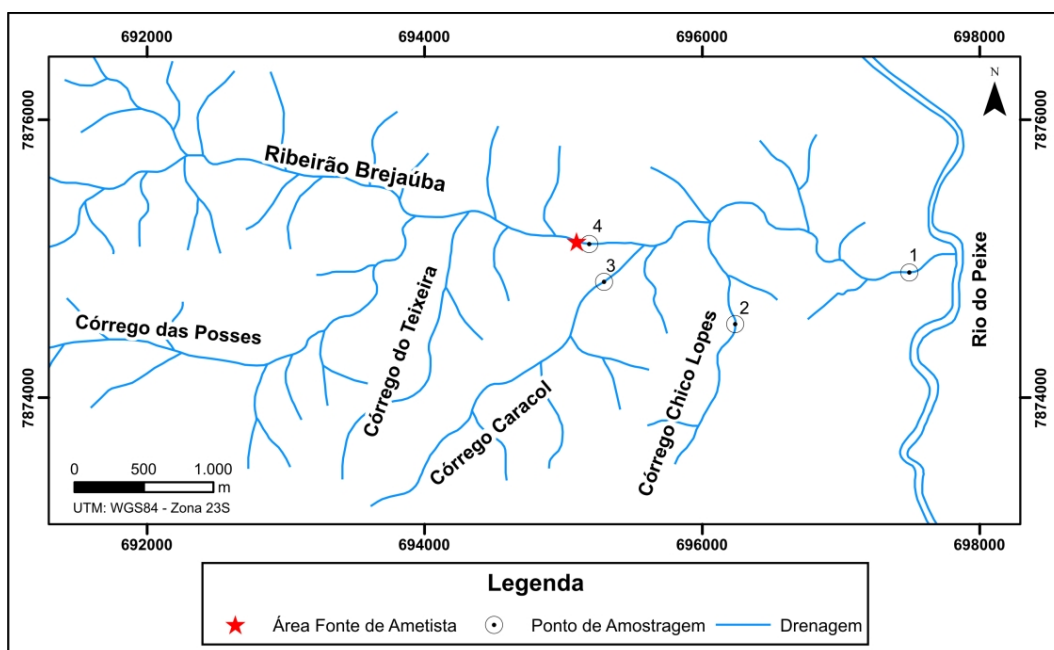 692000 694000 696000 698000
7876000 7876000
Ribeirão Brejaúba
4
3
1
2
Rio do Peixe
Córrego das Posses
Córrego do Teixeira
Córrego Caracol
Córrego Chico Lopes
7874000 7874000
N
0 500 1.000
m
UTM: WGS84 - Zona 23S
692000 694000 696000 698000
Legenda
Área Fonte de Ametista Ponto de Amostragem Drenagem